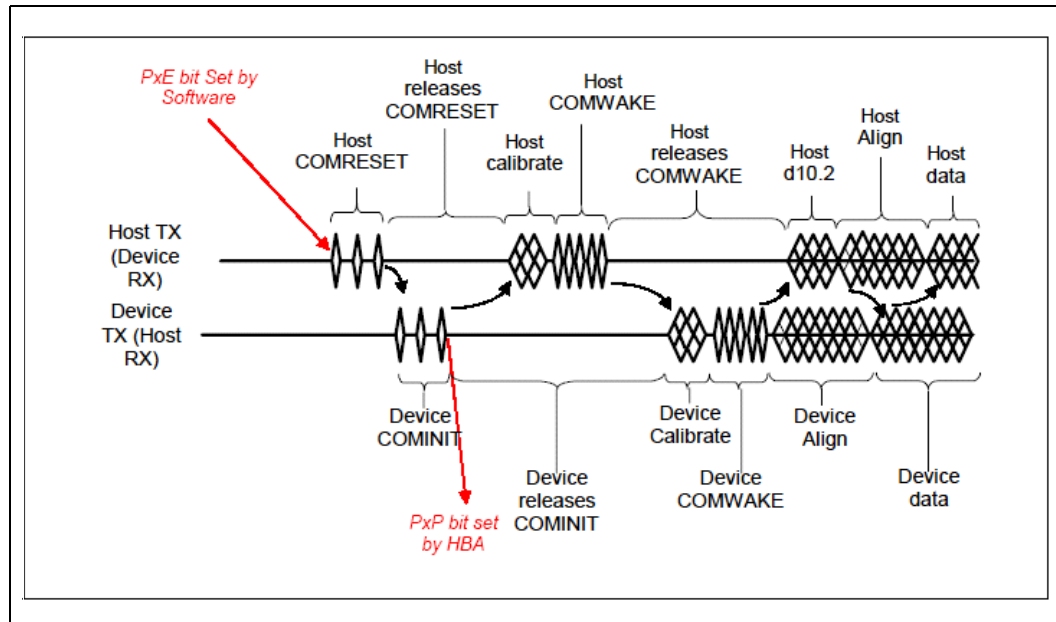 PxE bit Set by
Software
Host
releases
COMRESET
Host
COMWAKE
Host
COMRESET
Host
calibrate
Host
releases
COMWAKE
Host
d10.2
Host
Align
Host
data
Host TX
(Device
RX)
Device
TX (Host
RX)
Device
COMINIT
Device
releases
COMINIT
Device
Calibrate
Device
COMWAKE
Device
Align
Device
data
PxP bit set
by HBA